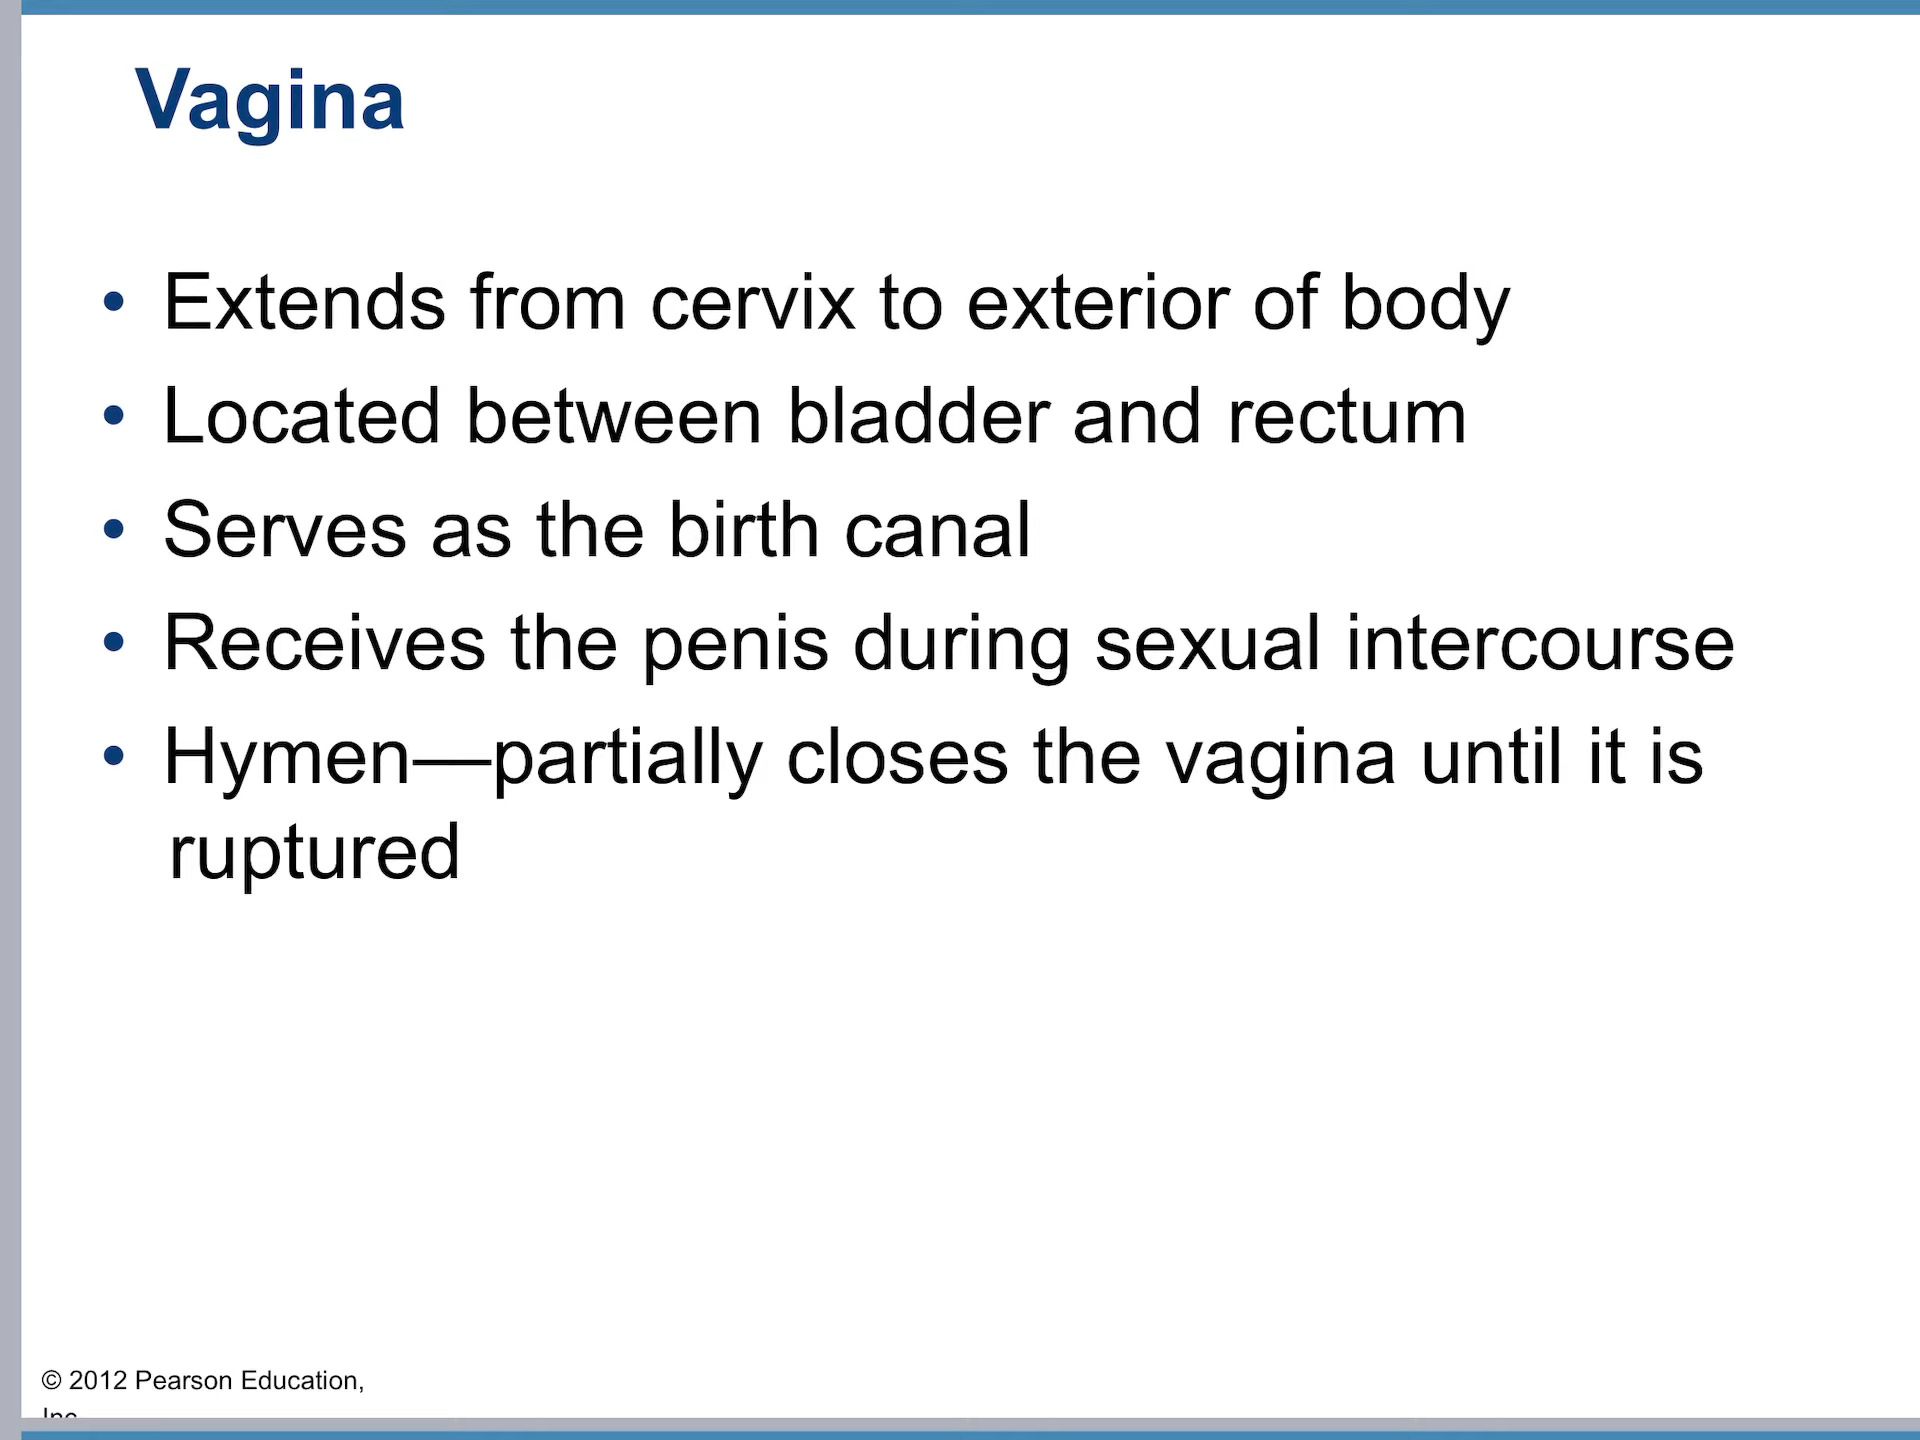 Vagina
• Extends from cervix to exterior of body
• Located between bladder and rectum
• Serves as the birth canal
• Receives the penis during sexual intercourse
• Hymen—partially closes the vagina until it is
ruptured
© 2012 Pearson Education,
Inc